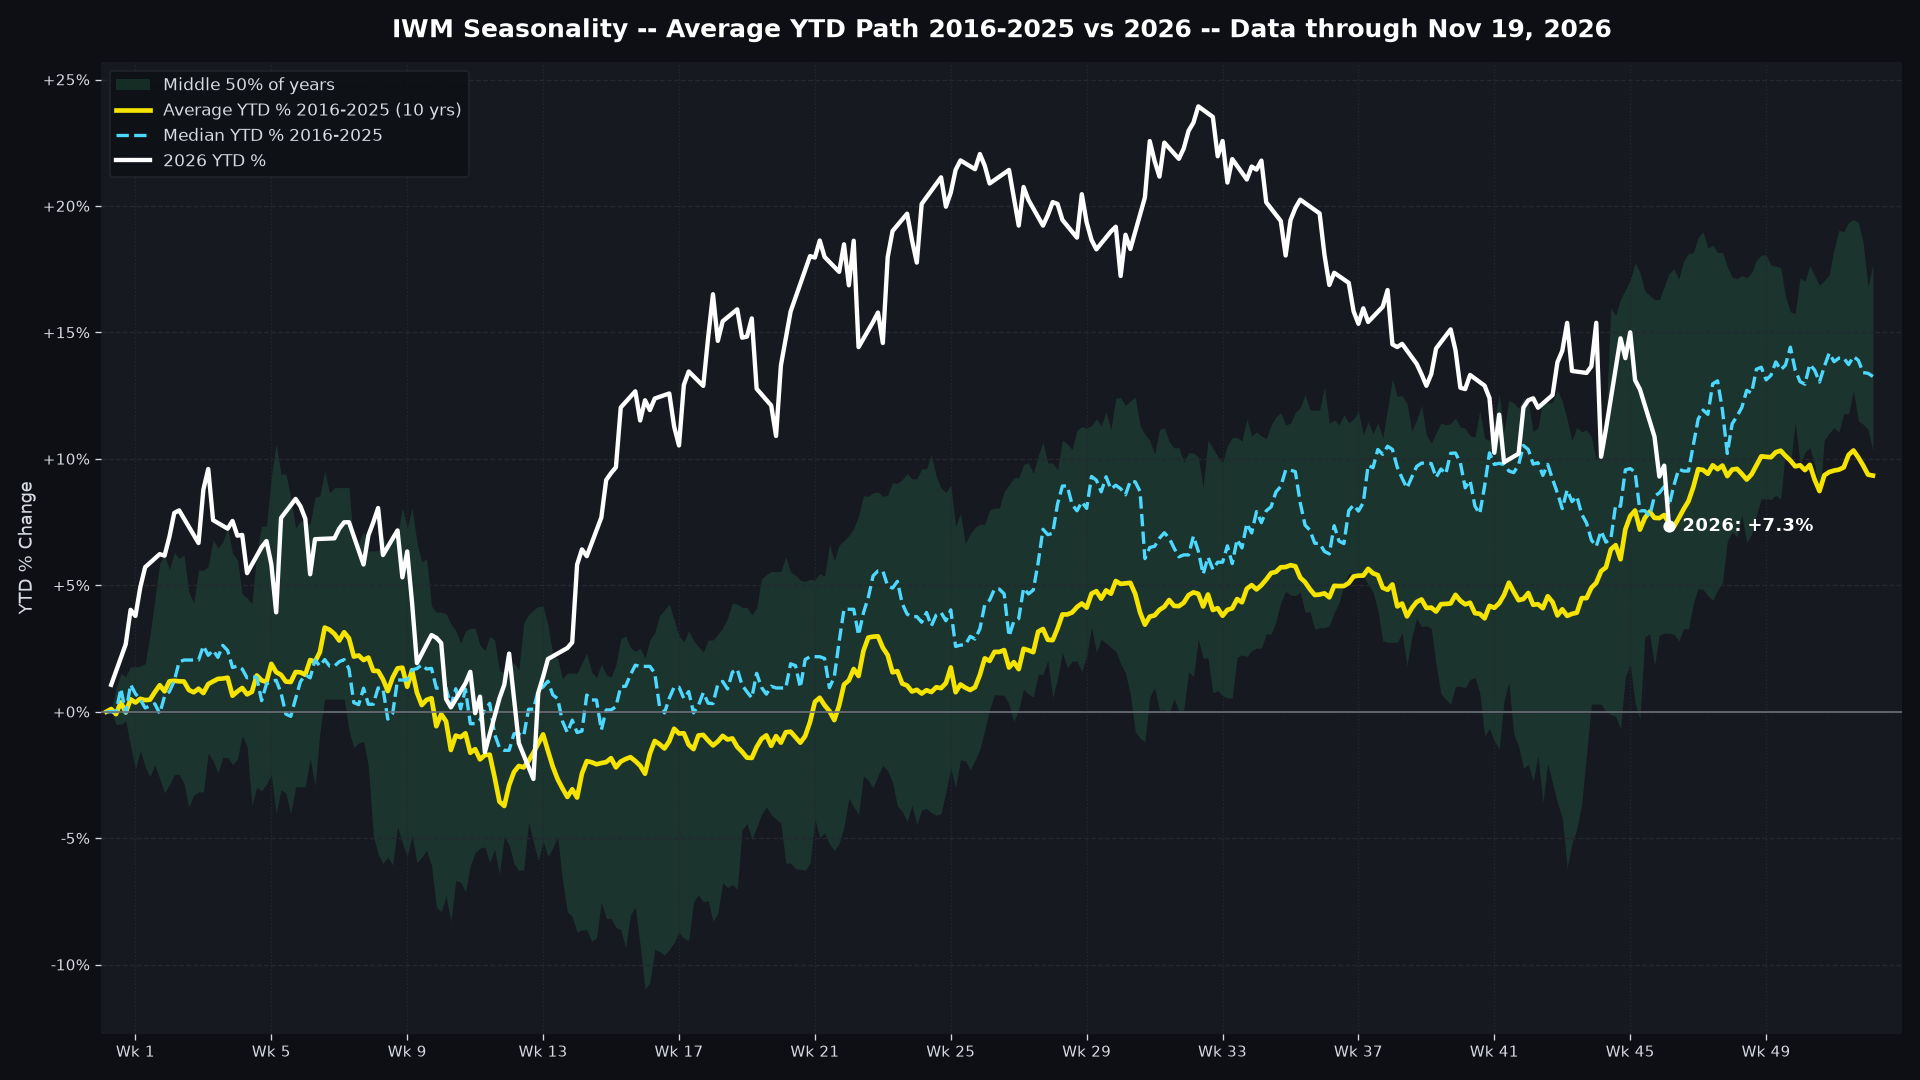 IWM Seasonality -- Average YTD Path 2016-2025 vs 2026 -- Data through Nov 19, 2026
Middle 50% of years
Average YTD % 2016-2025 (10 yrs)
Median YTD % 2016-2025
2026 YTD %
YTD % Change
+25%
+20%
+15%
+10%
+5%
+0%
-5%
-10%
2026: +7.3%
Wk 1
Wk 5
Wk 9
Wk 13
Wk 17
Wk 21
Wk 25
Wk 29
Wk 33
Wk 37
Wk 41
Wk 45
Wk 49